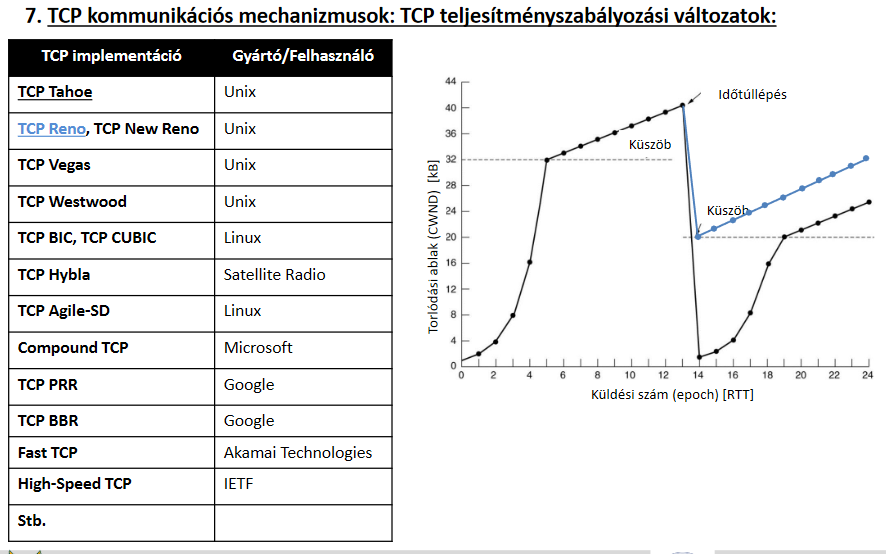 7. TCP kommunikációs mechanizmusok: TCP teljesítményszabályozási változatok:
TCP implementáció Gyártó/Felhasználó
TCP Tahoe Unix
TCP Reno, TCP New Reno Unix
TCP Vegas Unix
TCP Westwood Unix
TCP BIC, TCP CUBIC Linux
TCP Hybla Satellite Radio
TCP Agile-SD Linux
Compound TCP Microsoft
TCP PRR Google
TCP BBR Google
Fast TCP Akamai Technologies
High-Speed TCP IETF
Stb.
Torlódási ablak (CWND) [kB]
44
40
36
32
28
24
20
16
12
8
4
0
Időtúllépés
Küszöb
Küszöb
0 2 4 6 8 10 12 14 16 18 20 22 24
Küldési szám (epoch) [RTT]